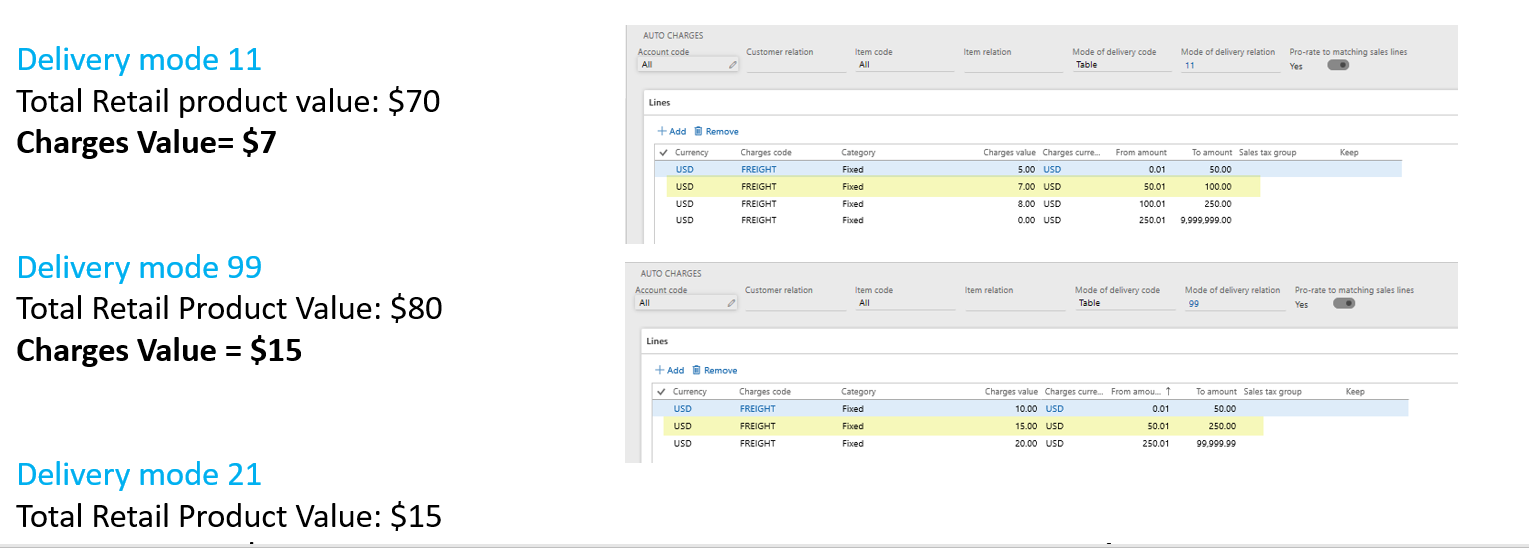 Delivery mode 11
Total Retail product value: $70
Charges Value= $7
Delivery mode 99
Total Retail Product Value: $80
Charges Value = $15
Delivery mode 21
Total Retail Product Value: $15
AUTO CHARGES
Account code Customer relation Item code Item relation Mode of delivery code Mode of delivery relation Pro-rate to matching sales lines
All All Table 11 Yes
Lines
Add Remove
Currency Charges code Category Charges value Charges curre... From amount To amount Sales tax group Keep
USD FREIGHT Fixed 5.00 USD 0.01 50.00
USD FREIGHT Fixed 7.00 USD 50.01 100.00
USD FREIGHT Fixed 8.00 USD 100.01 250.00
USD FREIGHT Fixed 0.00 USD 250.01 9,999,999.00
AUTO CHARGES
Account code Customer relation Item code Item relation Mode of delivery code Mode of delivery relation Pro-rate to matching sales lines
All All Table 99 Yes
Lines
Add Remove
Currency Charges code Category Charges value Charges curre... From amou... ↑ To amount Sales tax group Keep
USD FREIGHT Fixed 10.00 USD 0.01 50.00
USD FREIGHT Fixed 15.00 USD 50.01 250.00
USD FREIGHT Fixed 20.00 USD 250.01 99,999.99